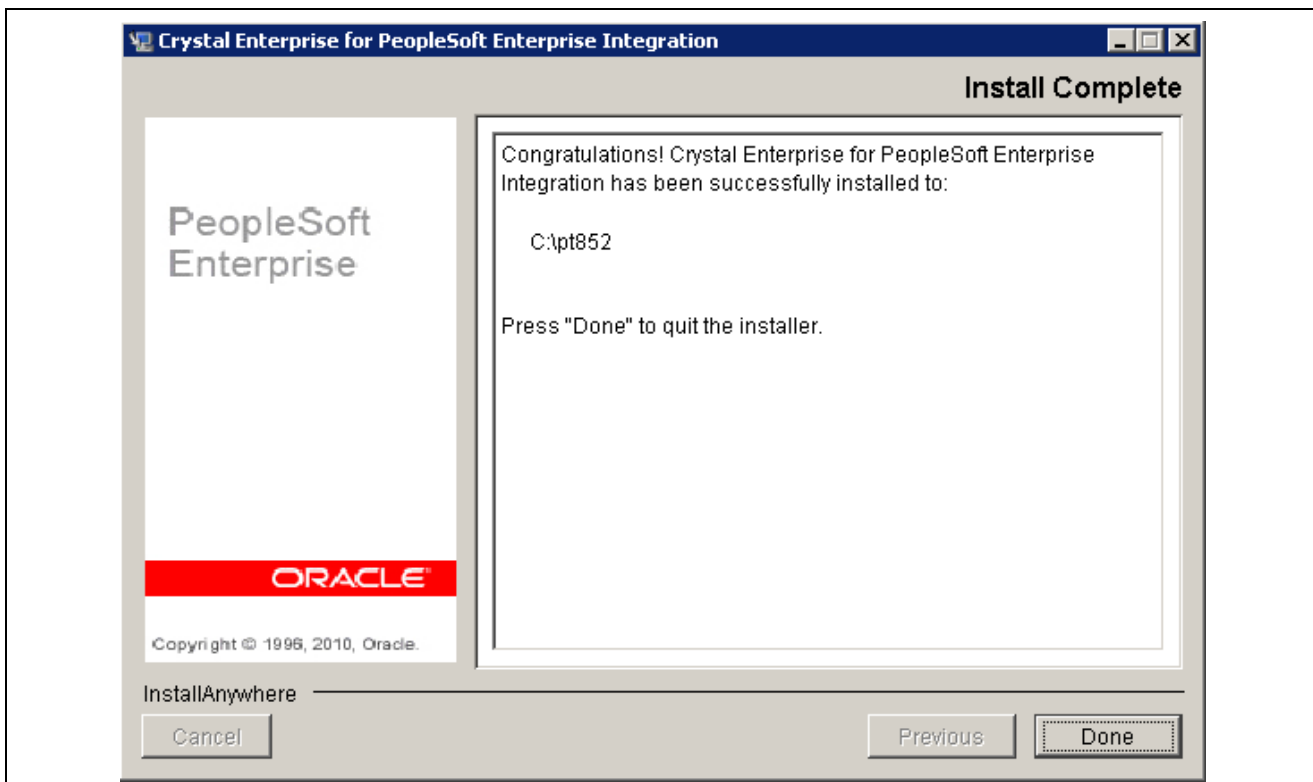 Crystal Enterprise for PeopleSoft Enterprise Integration
Install Complete
PeopleSoft
Enterprise
ORACLE
Copyright © 1996, 2010, Oracle.
Congratulations! Crystal Enterprise for PeopleSoft Enterprise
Integration has been successfully installed to:
C:\pt852
Press "Done" to quit the installer.
InstallAnywhere
Cancel
Previous
Done